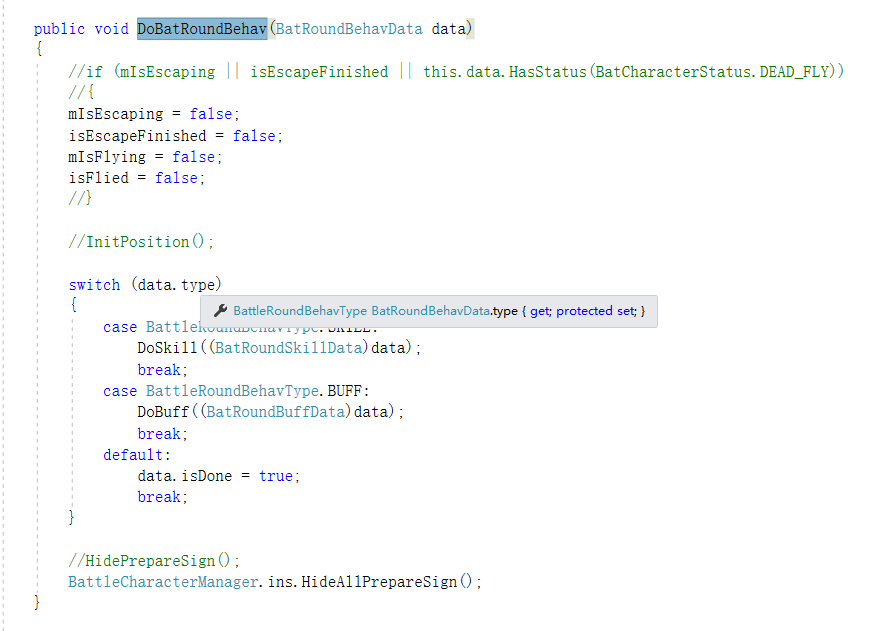 public void DoBatRoundBehav(BatRoundBehavData data)
{
//if (mIsEscaping || isEscapeFinished || this.data.HasStatus(BatCharacterStatus.DEAD_FLY))
//{
mIsEscaping = false;
isEscapeFinished = false;
mIsFlying = false;
isFlied = false;
//}
//InitPosition();
switch (data.type)
{
BattleRoundBehavType BatRoundBehavData.type { get; protected set; }
case BattleRoundBehavType.SKILL:
DoSkill((BatRoundSkillData)data);
break;
case BattleRoundBehavType.BUFF:
DoBuff((BatRoundBuffData)data);
break;
default:
data.isDone = true;
break;
}
//HidePrepareSign();
BattleCharacterManager.ins.HideAllPrepareSign();
}